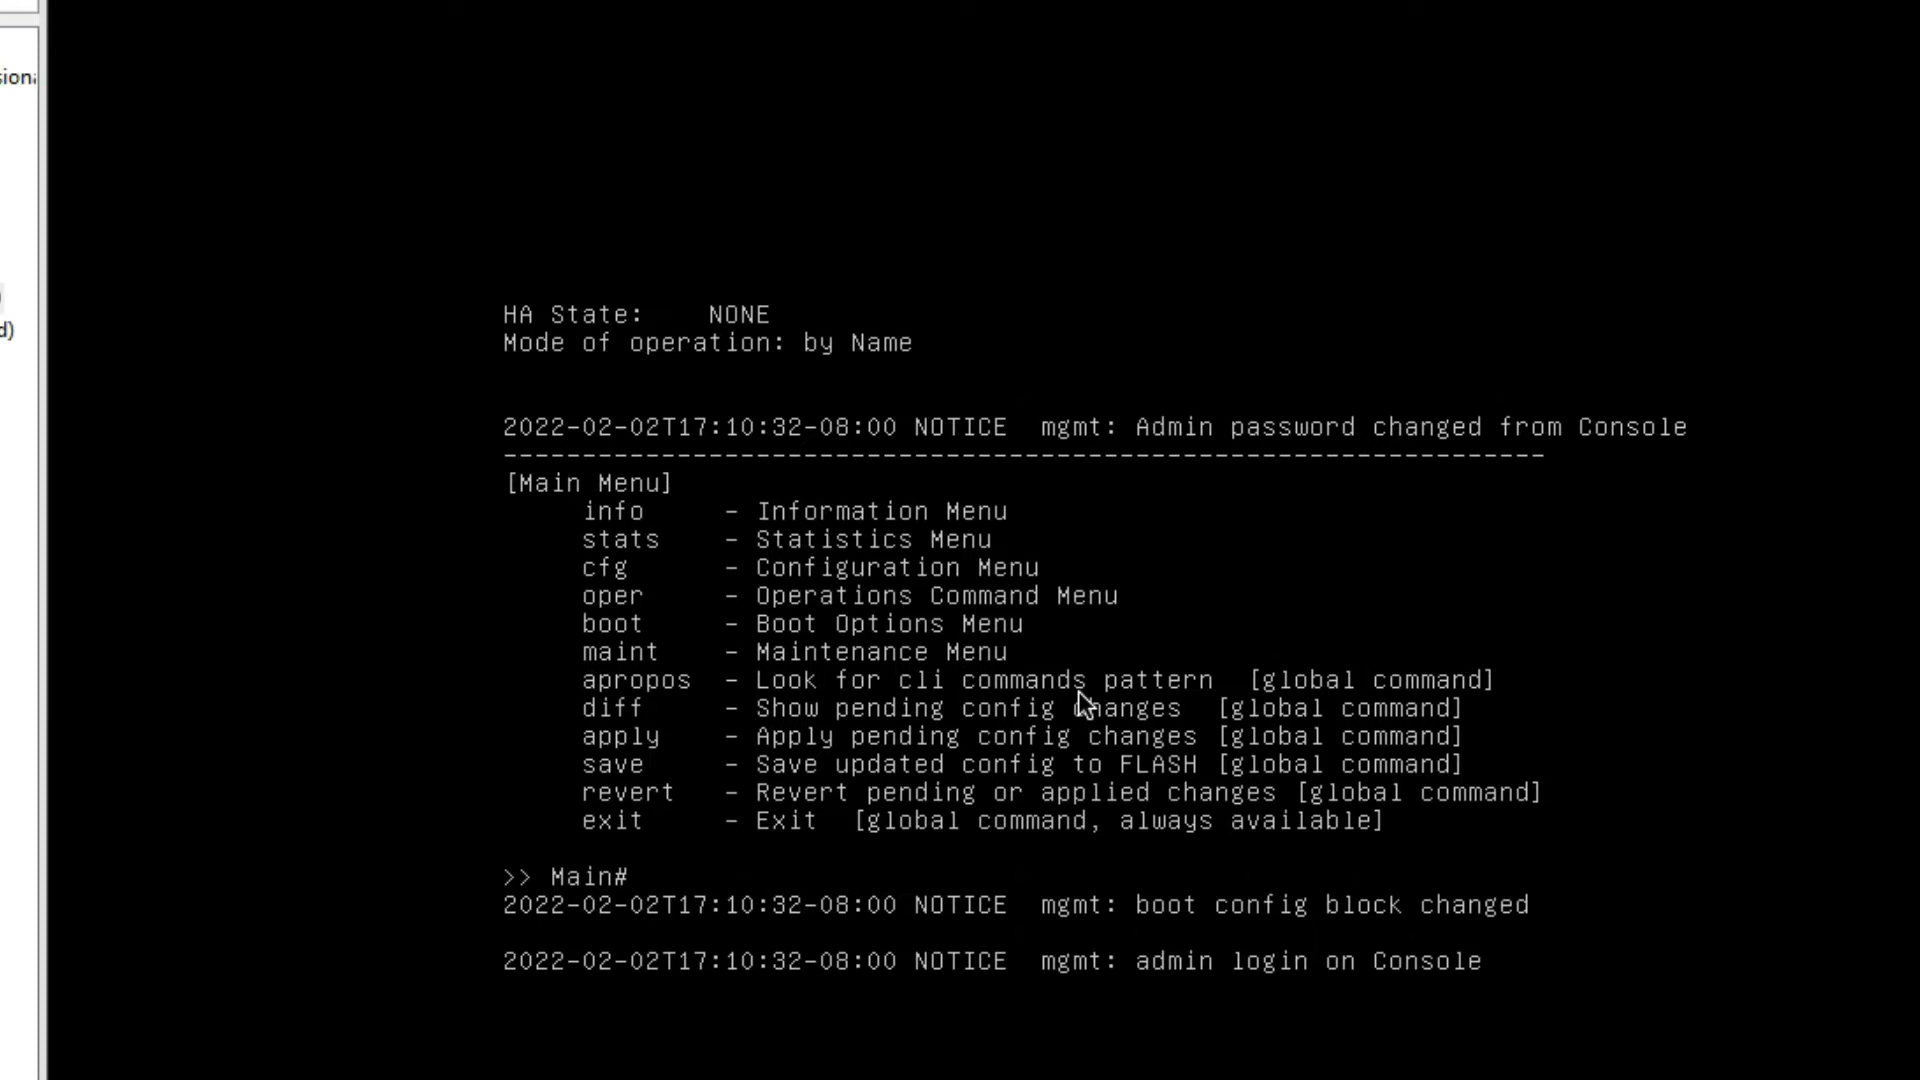 HA State: NONE
Mode of operation: by Name
2022-02-02T17:10:32-08:00 NOTICE mgmt: Admin password changed from Console
------------------------------------------------------------------
[Main Menu]
info - Information Menu
stats - Statistics Menu
cfg - Configuration Menu
oper - Operations Command Menu
boot - Boot Options Menu
maint - Maintenance Menu
apropos - Look for cli commands pattern [global command]
diff - Show pending config changes [global command]
apply - Apply pending config changes [global command]
save - Save updated config to FLASH [global command]
revert - Revert pending or applied changes [global command]
exit - Exit [global command, always available]
>> Main#
2022-02-02T17:10:32-08:00 NOTICE mgmt: boot config block changed
2022-02-02T17:10:32-08:00 NOTICE mgmt: admin login on Console